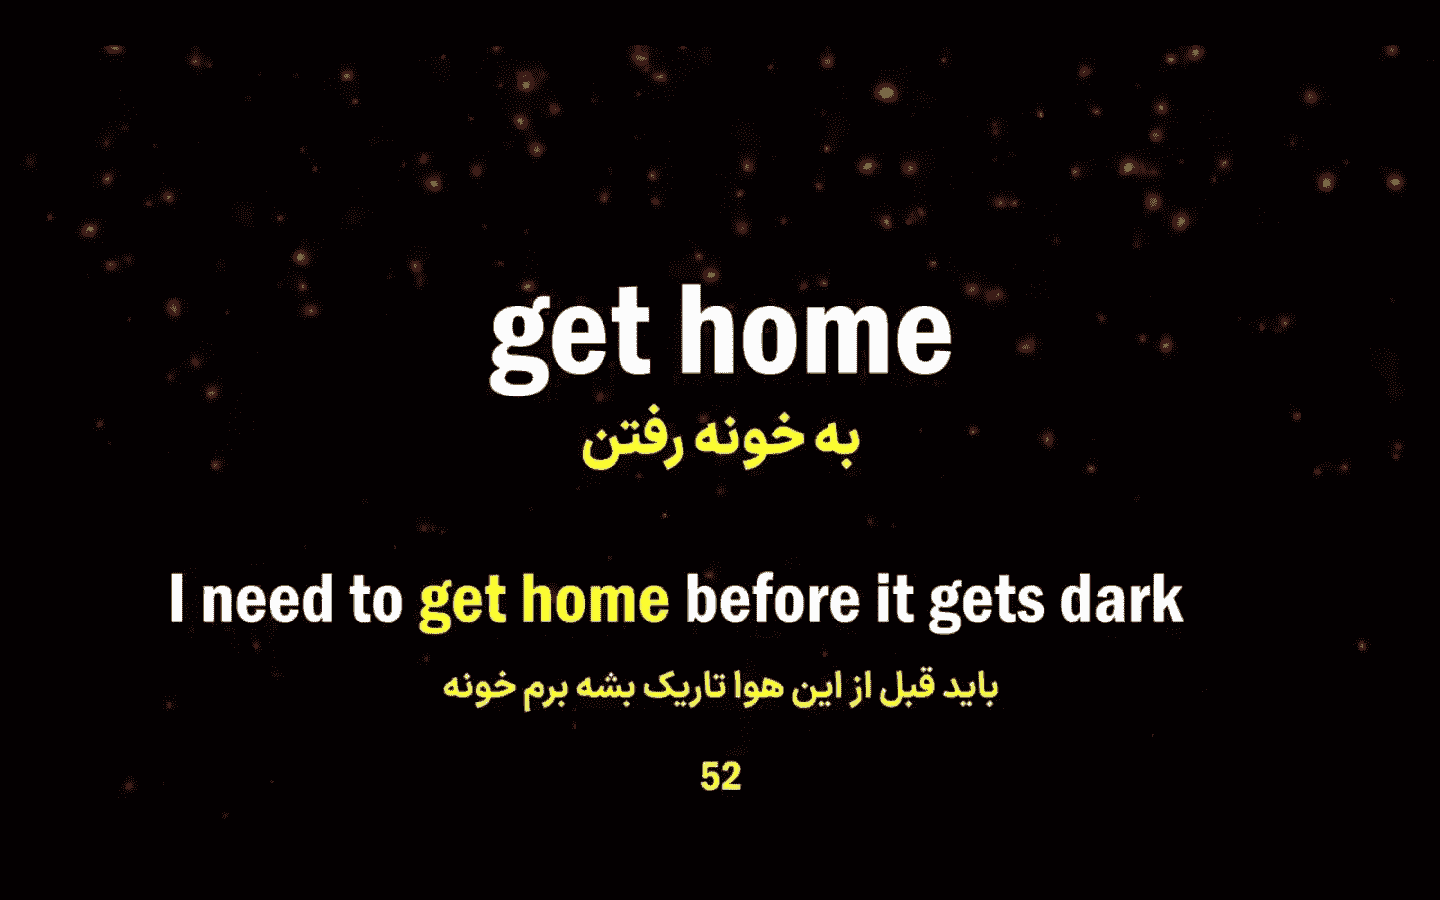 get home
به خونه رفتن
I need to get home before it gets dark
باید قبل از این هوا تاریک بشه برم خونه
52